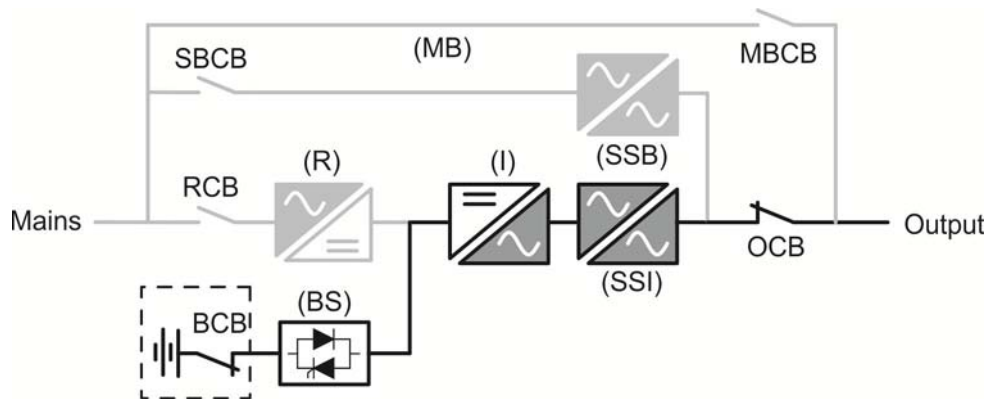 (MB)
MBCB
SBCB
(SSB)
(R)
(I)
RCB
Mains
Output
OCB
(SSI)
(BS)
BCB